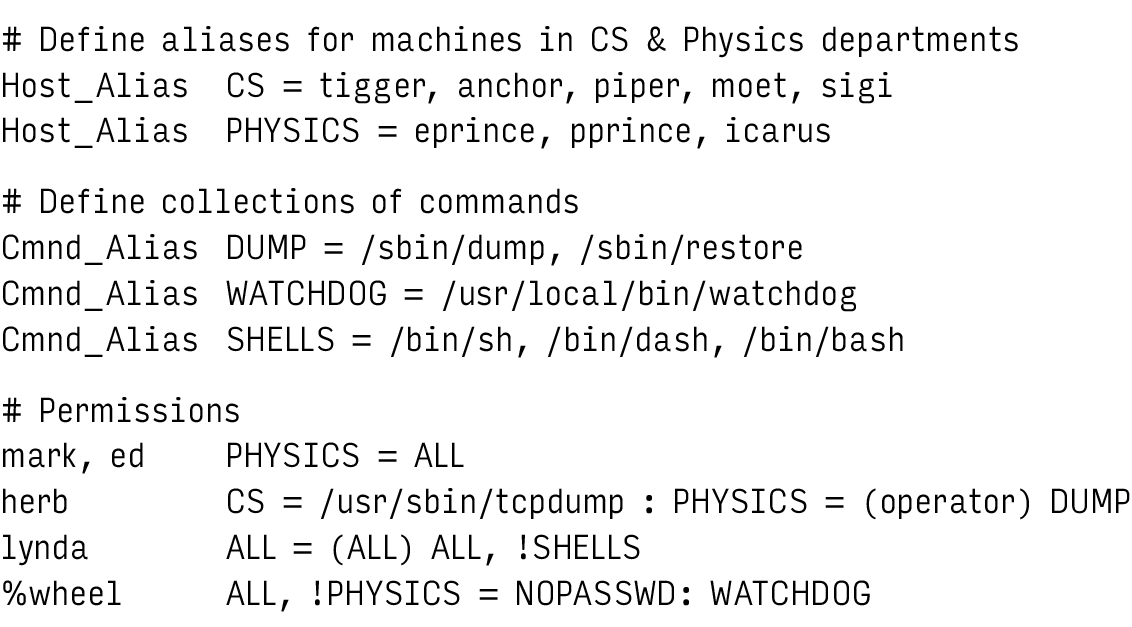 # Define aliases for machines in CS & Physics departments
Host_Alias CS = tigger, anchor, piper, moet, sigi
Host_Alias PHYSICS = eprince, pprince, icarus
# Define collections of commands
Cmnd_Alias DUMP = /sbin/dump, /sbin/restore
Cmnd_Alias WATCHDOG = /usr/local/bin/watchdog
Cmnd_Alias SHELLS = /bin/sh, /bin/dash, /bin/bash
# Permissions
mark, ed PHYSICS = ALL
herb CS = /usr/sbin/tcpdump : PHYSICS = (operator) DUMP
lynda ALL = (ALL) ALL, !SHELLS
%wheel ALL, !PHYSICS = NOPASSWD: WATCHDOG